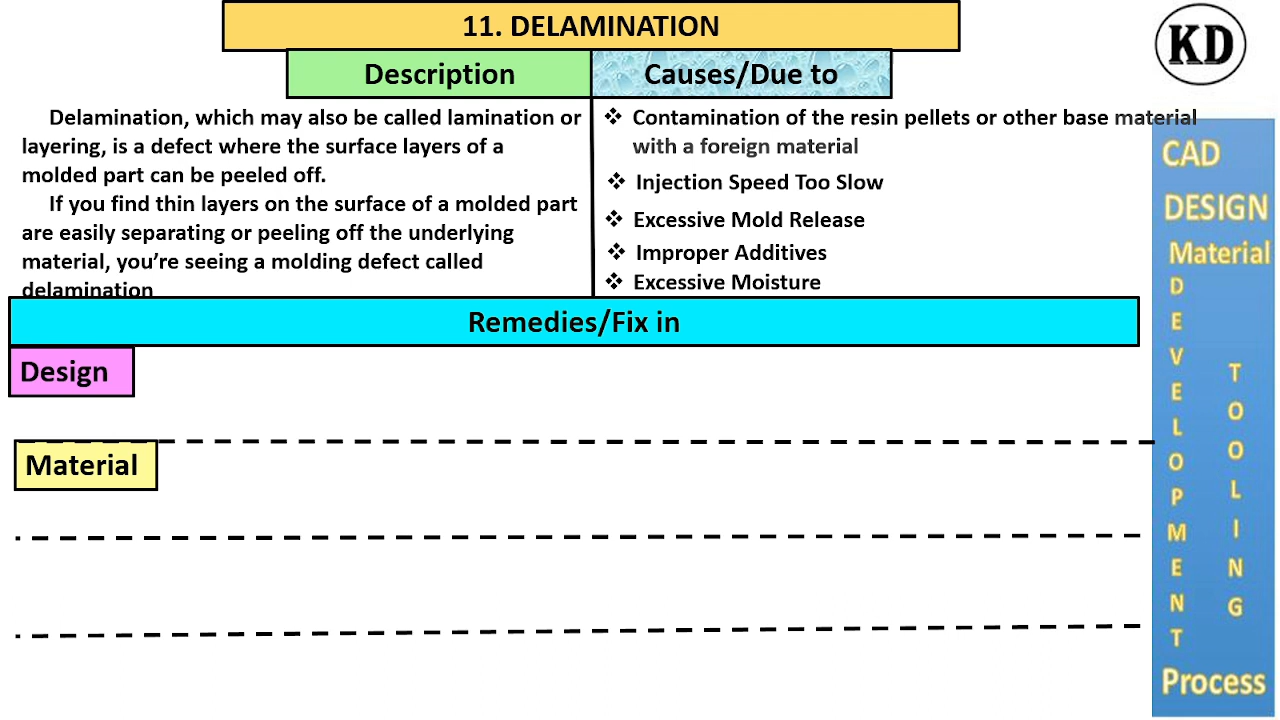 11. DELAMINATION
KD
Description
Causes/Due to
Delamination, which may also be called lamination or
layering, is a defect where the surface layers of a
molded part can be peeled off.
If you find thin layers on the surface of a molded part
are easily separating or peeling off the underlying
material, you’re seeing a molding defect called
delamination
❖ Contamination of the resin pellets or other base material
with a foreign material
❖ Injection Speed Too Slow
❖ Excessive Mold Release
❖ Improper Additives
❖ Excessive Moisture
Remedies/Fix in
Design
Material
CAD
DESIGN
Material
DEVELOPMENT
TOOLING
Process